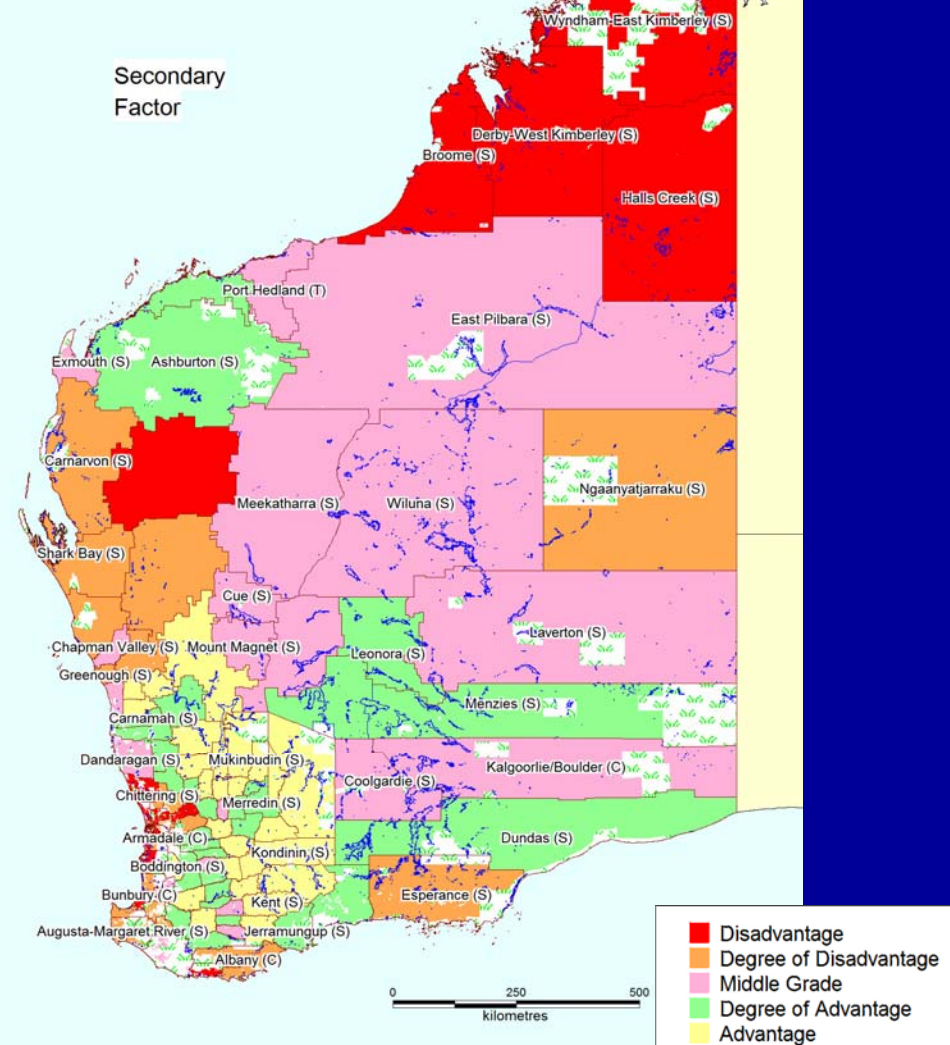 Wyndham-East Kimberley (S)
Secondary
Factor
Derby-West Kimberley (S)
Broome (S)
Halls Creek (S)
Port Hedland (T)
East Pilbara (S)
Exmouth (S)
Ashburton (S)
Carnarvon (S)
Ngaanyatjarraku (S)
Meekatharra (S)
Wiluna (S)
Shark Bay (S)
Cue (S)
Laverton (S)
Chapman Valley (S)
Mount Magnet (S)
Leonora (S)
Greenough (S)
Menzies (S)
Carnamah (S)
Dandaragan (S)
Mukinbudin (S)
Kalgoorlie/Boulder (C)
Coolgardie (S)
Chittering (S)
Merredin (S)
Armadale (C)
Dundas (S)
Kondinin (S)
Boddington (S)
Bunbury (C)
Kent (S)
Esperance (S)
Augusta-Margaret River (S)
Jerramungup (S)
Albany (C)
0 250 500
kilometres
Disadvantage
Degree of Disadvantage
Middle Grade
Degree of Advantage
Advantage